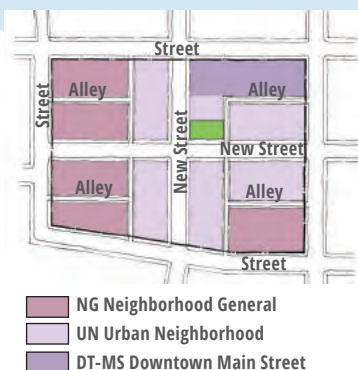 Street
Alley
Alley
Street
New Street
New Street
Alley
Alley
Street
NG Neighborhood General
UN Urban Neighborhood
DT-MS Downtown Main Street